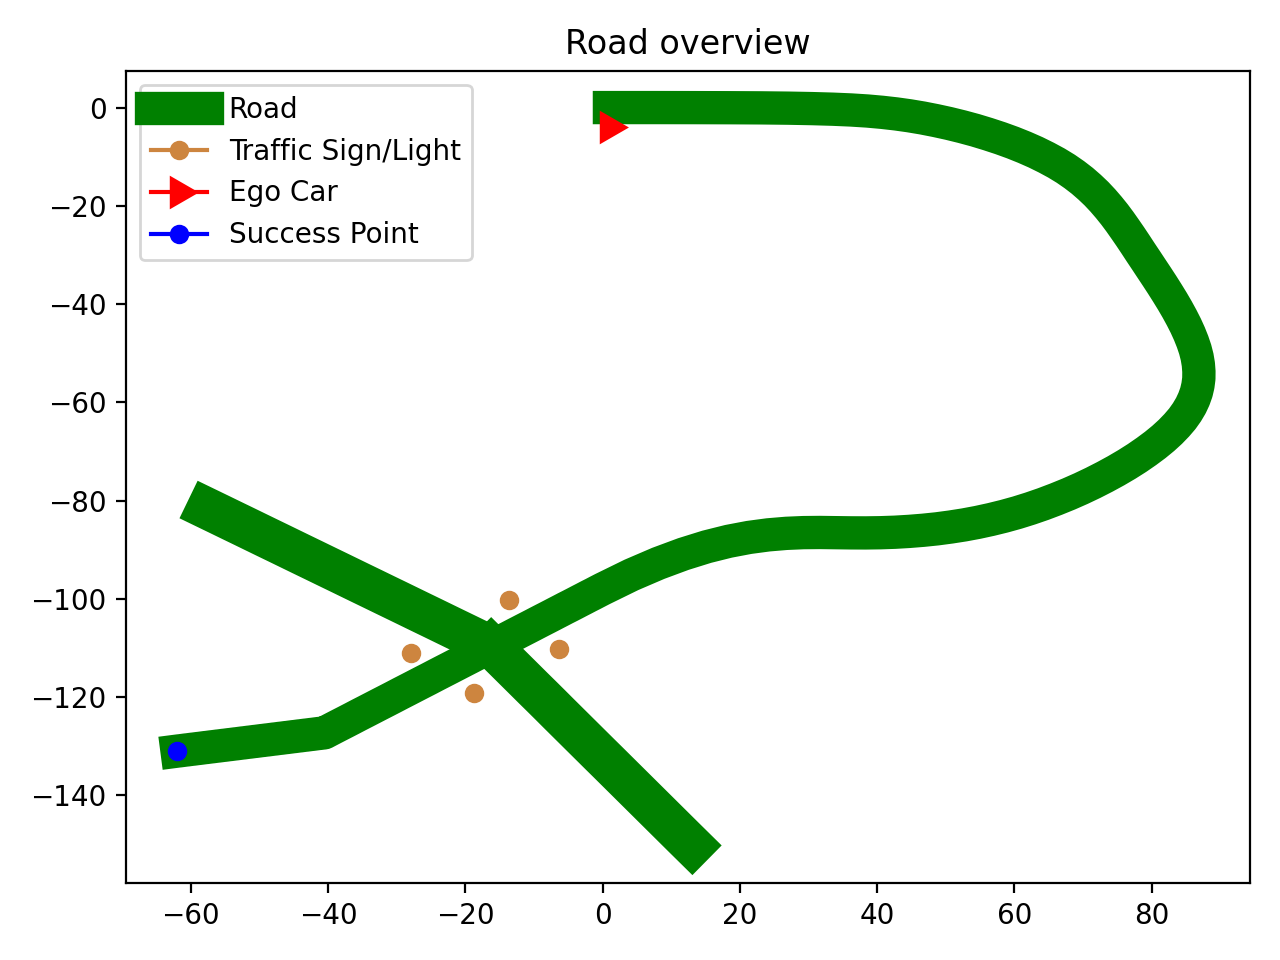 Road overview
Road
Traffic Sign/Light
Ego Car
Success Point
0
−20
−40
−60
−80
−100
−120
−140
−60 −40 −20 0 20 40 60 80